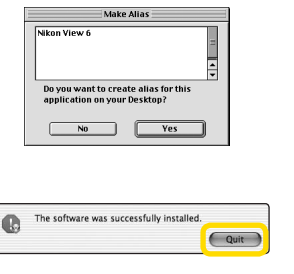 Make Alias
Nikon View 6
Do you want to create alias for this
application on your Desktop?
No Yes
The software was successfully installed.
Quit